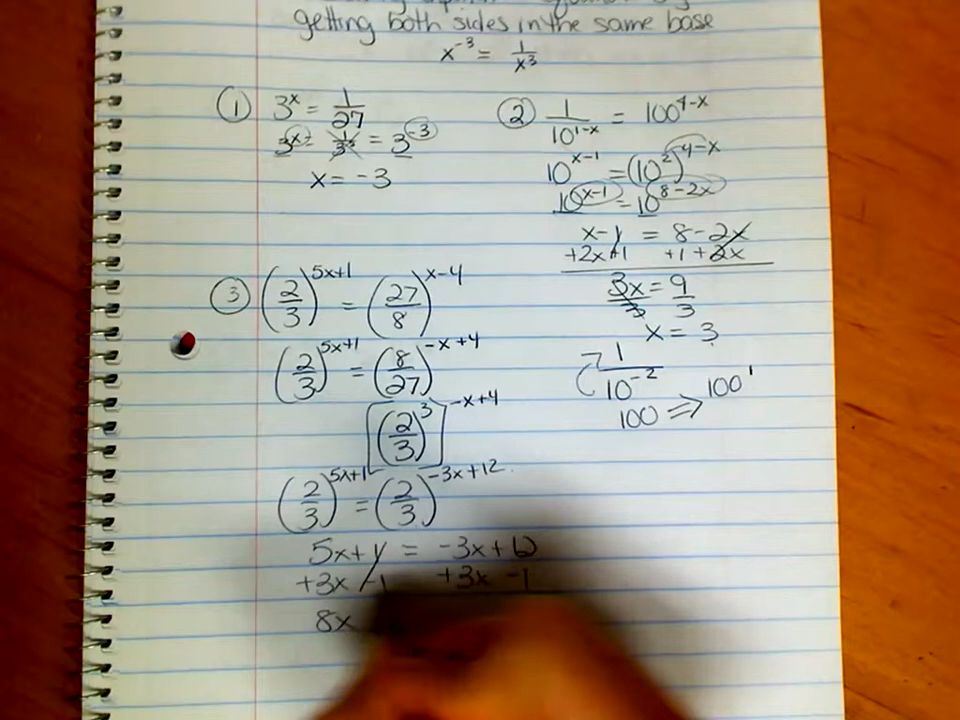 getting both sides in the same base
x^-3 = 1/x^3
① 3^x = 1/27
3^x = 1/3^3 = 3^-3
x = -3
② 1/10^1-x = 100^4-x
10^x-1 = (10^2)^4-x
10^x-1 = 10^8-2x
x-1 = 8-2x
+2x+1 +1+2x
3x/3 = 9/3
x = 3
1/10^-2
100 ⇒ 100^1
③ (2/3)^5x+1 = (27/8)^x-4
(2/3)^5x+1 = (8/27)^-x+4
[(2/3)^3]^-x+4
(2/3)^5x+1 = (2/3)^-3x+12
5x+1 = -3x+
+3x -1 +3x -1
8x